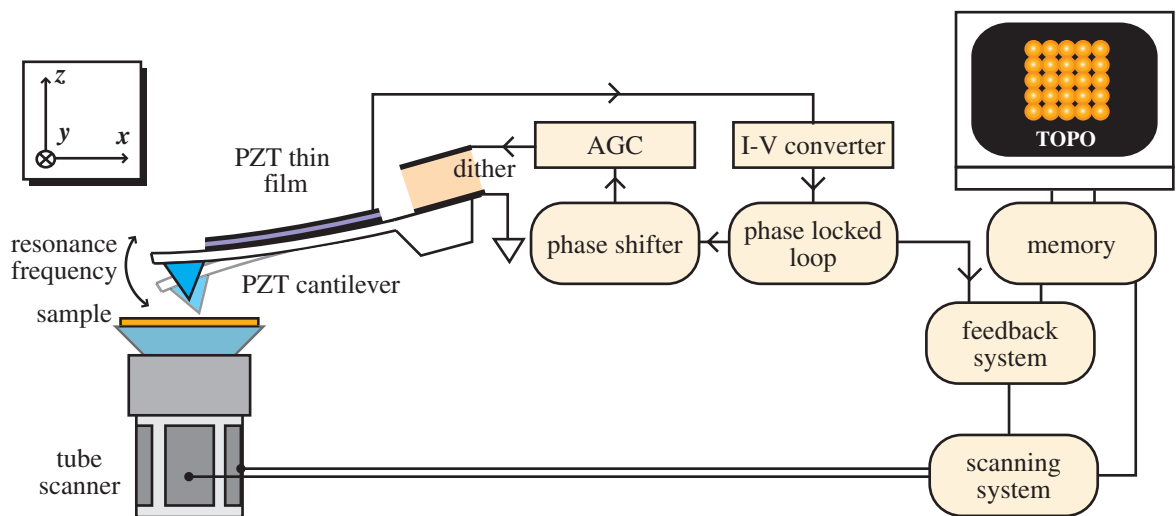 z
y
x
PZT thin
film
dither
AGC
I-V converter
TOPO
resonance
frequency
PZT cantilever
phase shifter
phase locked
loop
memory
sample
feedback
system
tube
scanner
scanning
system